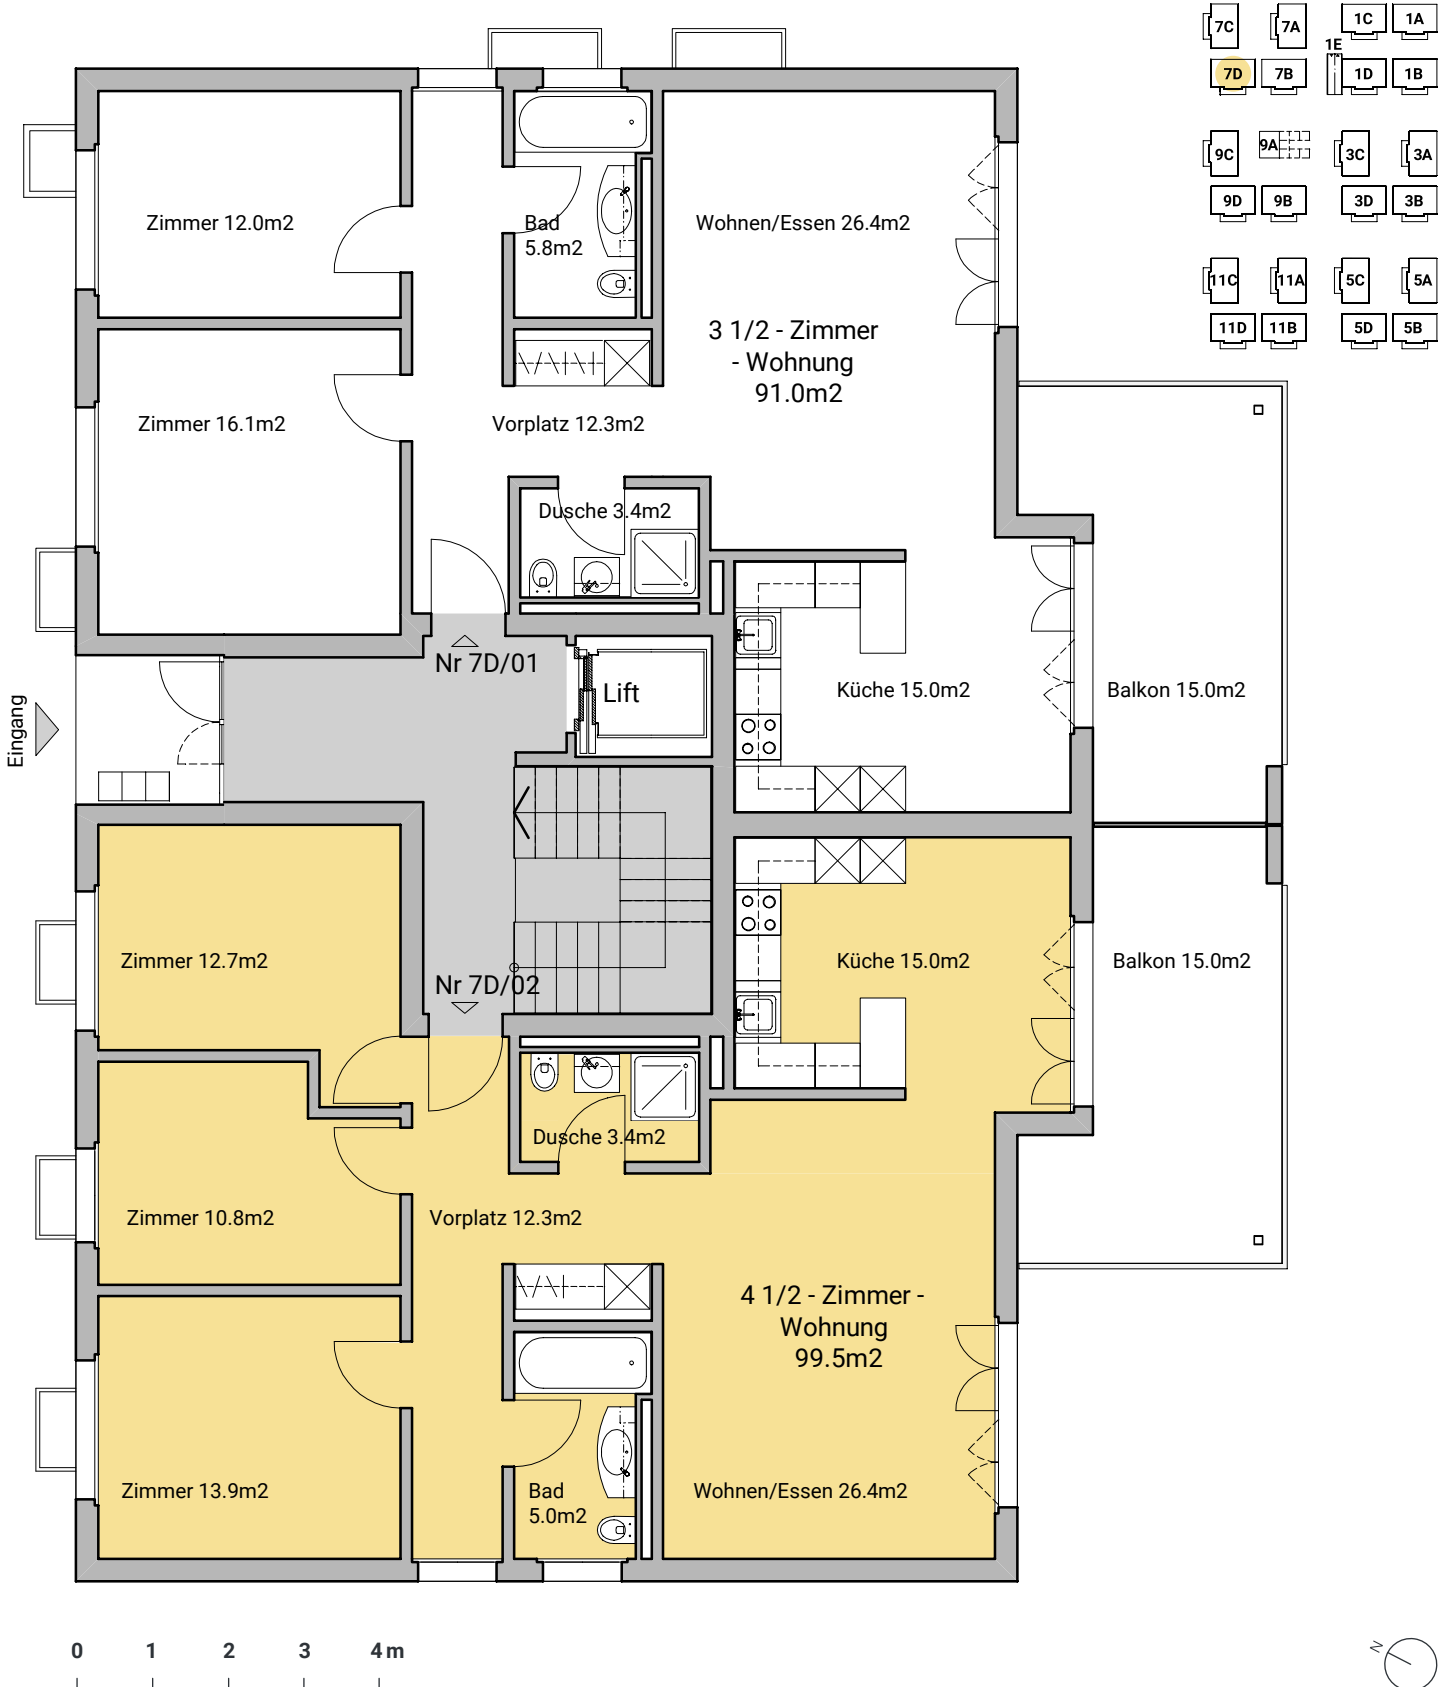 7C
7A
1C
1A
1E
7D
7B
1D
1B
9C
9A
3C
3A
9D
9B
3D
3B
11C
11A
5C
5A
11D
11B
5D
5B
Zimmer 12.0m2
Bad
5.8m2
Wohnen/Essen 26.4m2
3 1/2 - Zimmer
- Wohnung
91.0m2
Zimmer 16.1m2
Vorplatz 12.3m2
Dusche 3.4m2
Nr 7D/01
Lift
Küche 15.0m2
Balkon 15.0m2
Eingang
Zimmer 12.7m2
Nr 7D/02
Küche 15.0m2
Balkon 15.0m2
Dusche 3.4m2
Zimmer 10.8m2
Vorplatz 12.3m2
4 1/2 - Zimmer -
Wohnung
99.5m2
Zimmer 13.9m2
Bad
5.0m2
Wohnen/Essen 26.4m2
0 1 2 3 4 m
N